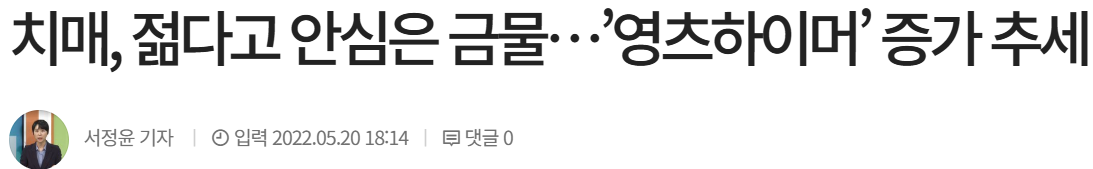 치매, 젊다고 안심은 금물…’영츠하이머’ 증가 추세
서정윤 기자 | 입력 2022.05.20 18:14 | 댓글 0